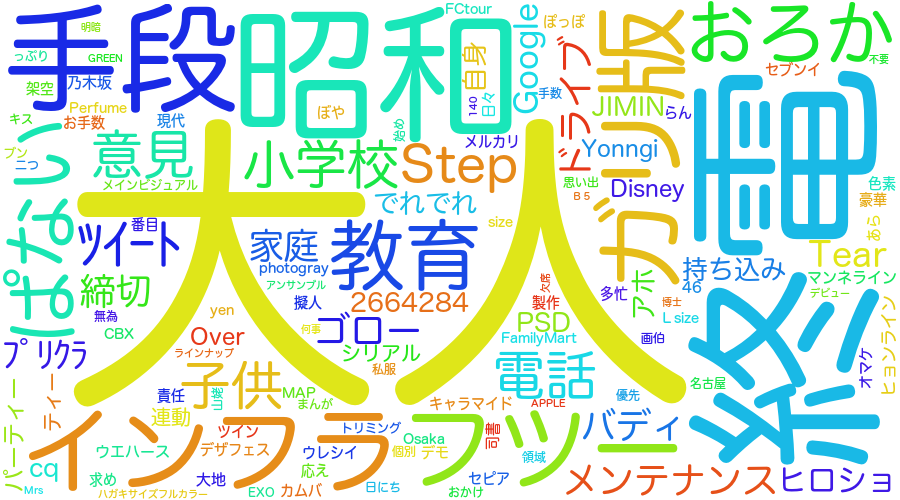 手段
昭和
大人
終電
おろか
ガリ版
インフラ
フツー
教育
っぱない
小学校
Step
意見
ツイート
締切
家庭
子供
電話
2664284
ゴロー
シリアル
photogray
アンサンブル
擬人
でれでれ
Google
自身
日々
140
ドライブ
JIMIN
らん
Yonngi
Disney
思い出
B5
FCtour
ぽっぽ
手数
メルカリ
始め
ぼや
セブンイ
不要
色素
豪華
あら
Tear
マンネライン
デビュー
持ち込み
46
博士
L size
多忙
アホ
欠席
製作
PSD
FamilyMart
画伯
size
オマケ
ヒョンライン
名古屋
優先
バディ
メンテナンス
ヒロショ
キャラマイド
APPLE
司書
領域
Osaka
デモ
個別
セピア
おかけ
トリミング
ウレシイ
応え
日にち
カムバ
EXO
大地
ツイン
デザフェス
ウエハース
求め
ハガキサイズフルカラー
cq
Mrs
パーティー
ティー
連動
責任
MAP
まんが
私服
何事
ラインナップ
Over
yen
CBX
無為
プリクラ
番目
メインビジュアル
ニつ
ブン
キス
お手数
現代
Perfume
乃木坂
架空
GREEN
っぷり
明暗